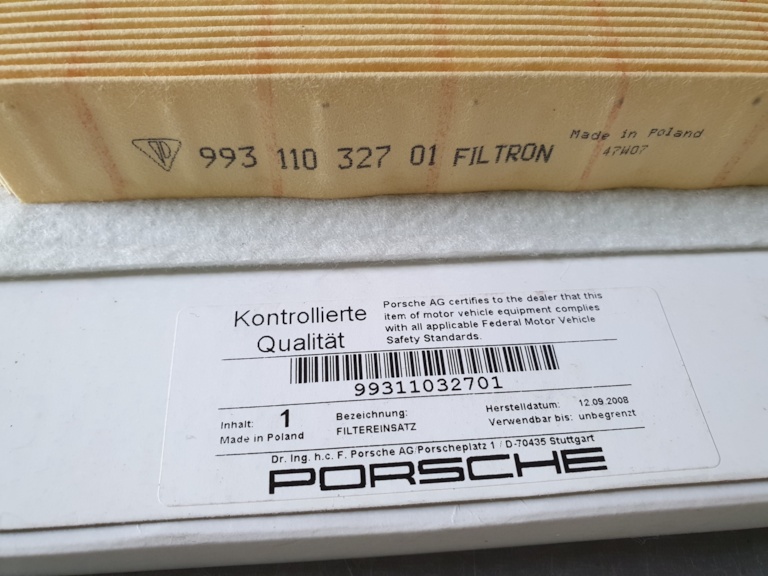 993 110 327 01 FILTRON
Made in Poland
47W07
Kontrollierte
Qualität
Porsche AG certifies to the dealer that this
item of motor vehicle equipment complies
with all applicable Federal Motor Vehicle
Safety Standards.
99311032701
Inhalt: 1
Made in Poland
Bezeichnung:
FILTEREINSATZ
Herstelldatum: 12.09.2008
Verwendbar bis: unbegrenzt
Dr. Ing. h.c. F. Porsche AG Porscheplatz 1 / D-70435 Stuttgart
PORSCHE